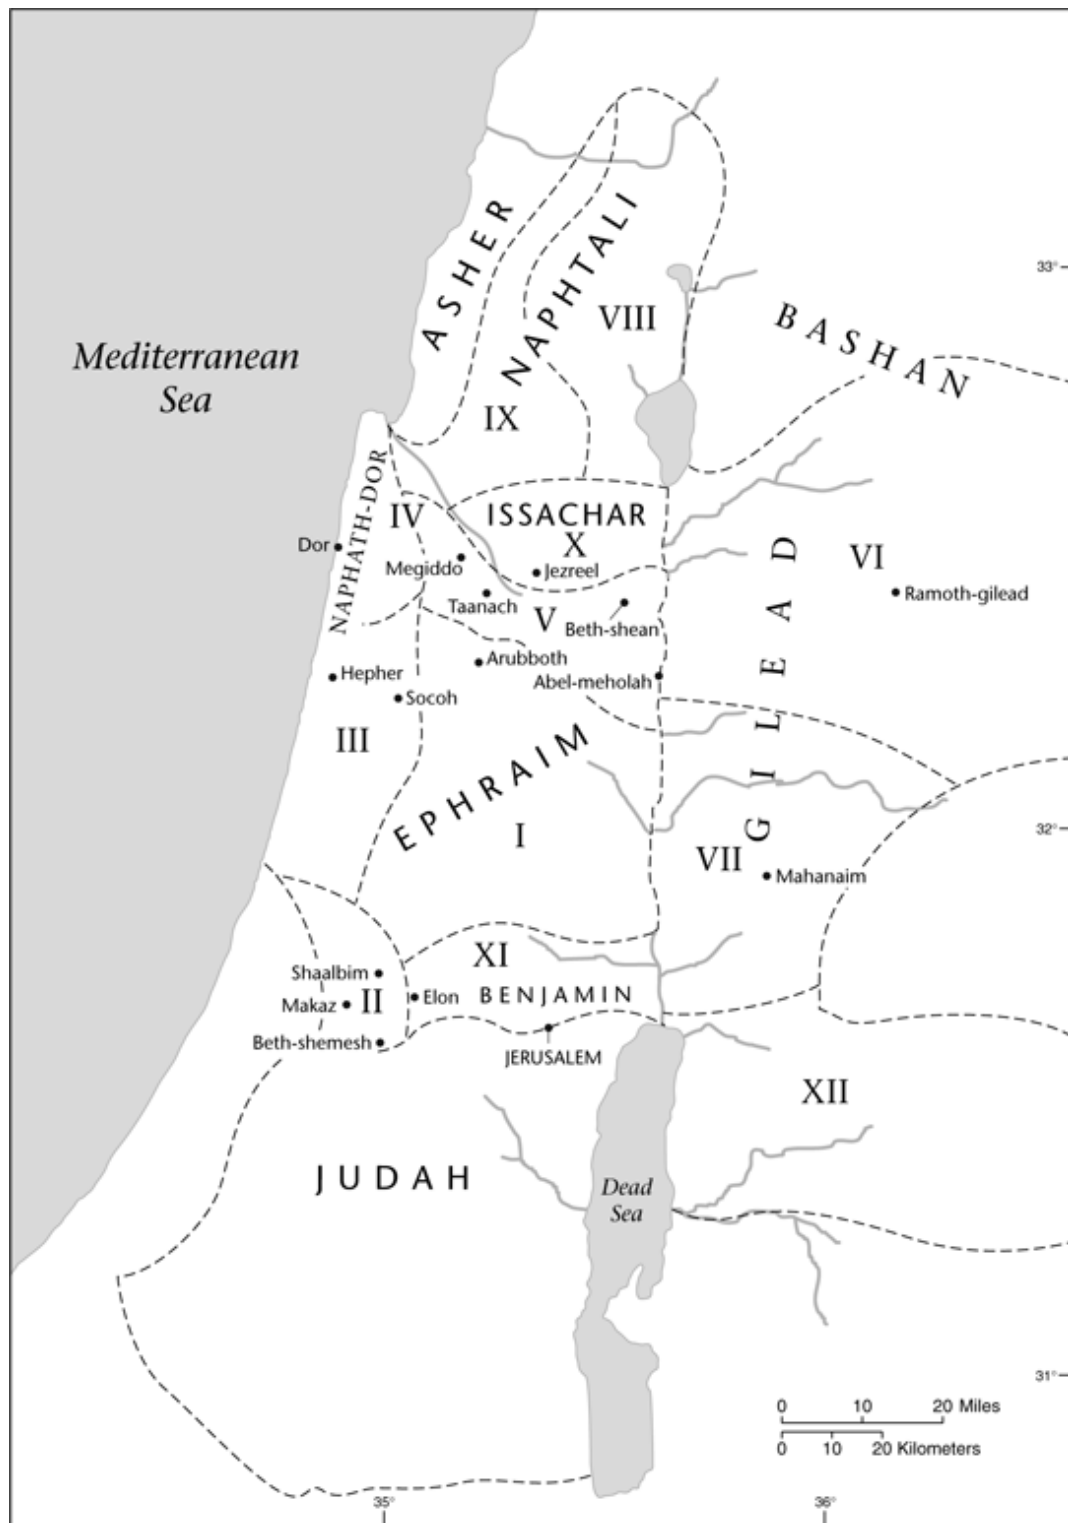 ASHER
NAPHTALI
33°
VIII
BASHAN
Mediterranean
Sea
IX
NAPHATH-DOR
IV
ISSACHAR
X
Dor
Megiddo
Jezreel
GILEAD
VI
Ramoth-gilead
Taanach
V
Beth-shean
Arubboth
Hepher
Abel-meholah
Socoh
III
EPHRAIM
I
32°
VII
Mahanaim
XI
Shaalbim
II
Elon
BENJAMIN
Makaz
Beth-shemesh
JERUSALEM
XII
JUDAH
Dead
Sea
31°
0 10 20 Miles
0 10 20 Kilometers
35°
36°